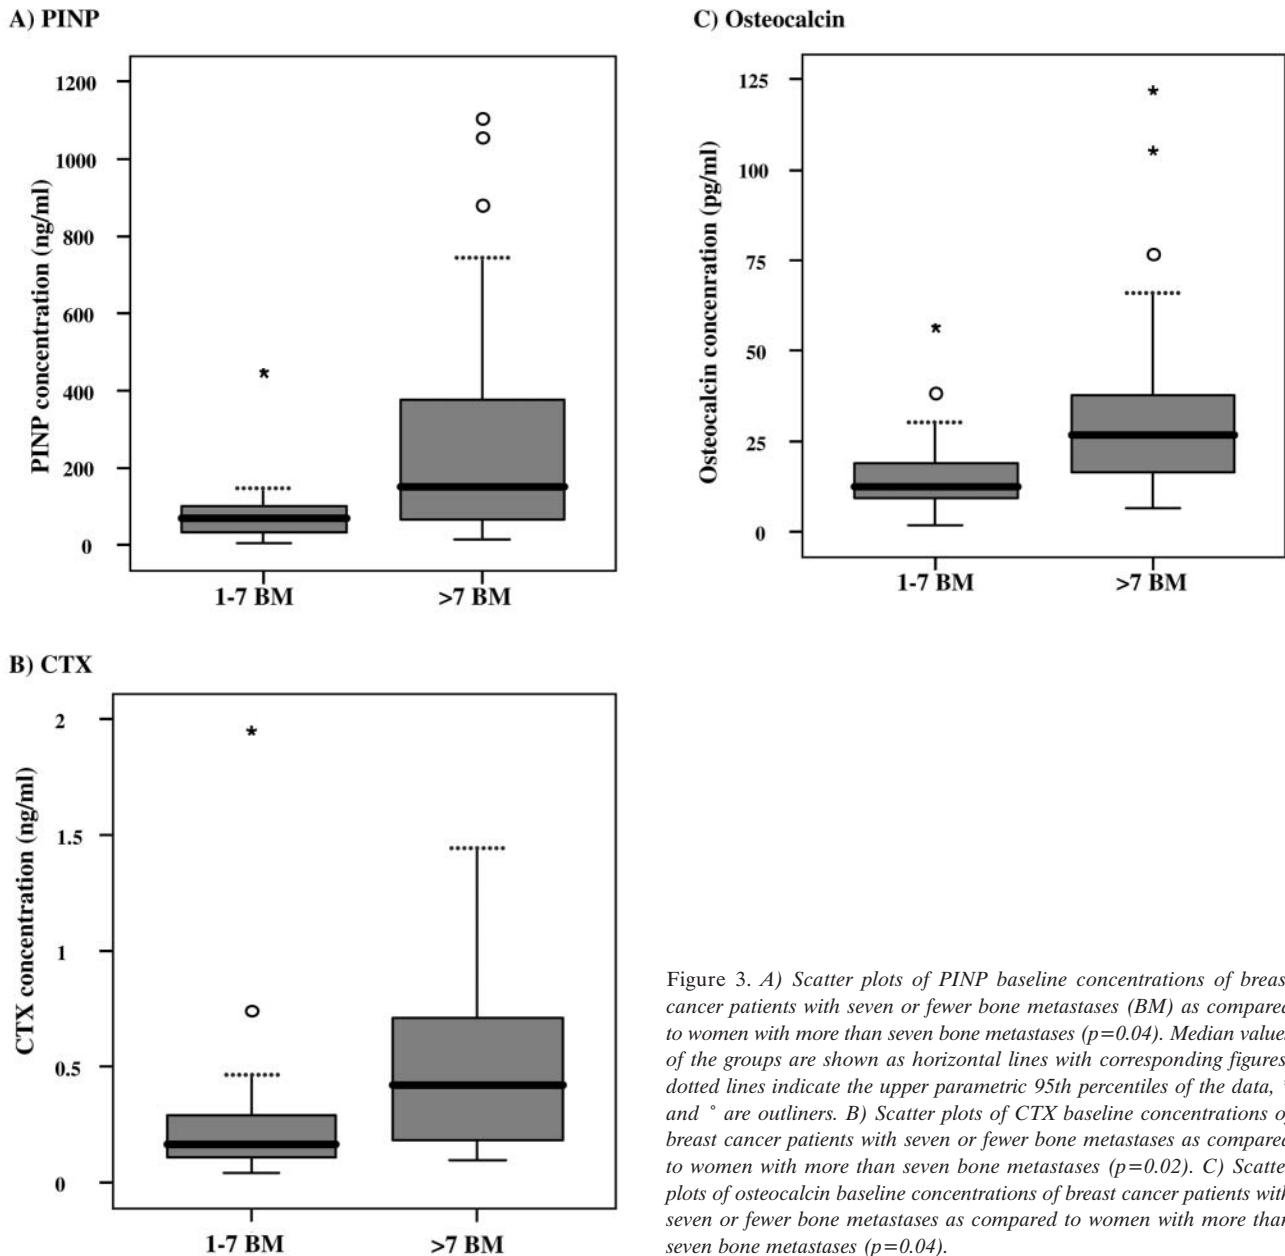 A) PINP
1200
1000
800
600
400
200
0
PINP concentration (ng/ml)
1-7 BM
>7 BM
C) Osteocalcin
125
100
75
50
25
0
Osteocalcin concenration (pg/ml)
1-7 BM
>7 BM
B) CTX
2
1.5
1
0.5
0
CTX concentration (ng/ml)
1-7 BM
>7 BM
Figure 3. A) Scatter plots of PINP baseline concentrations of breas
cancer patients with seven or fewer bone metastases (BM) as compared
to women with more than seven bone metastases (p=0.04). Median value
of the groups are shown as horizontal lines with corresponding figures
dotted lines indicate the upper parametric 95th percentiles of the data, *
and ° are outliners. B) Scatter plots of CTX baseline concentrations o
breast cancer patients with seven or fewer bone metastases as compared
to women with more than seven bone metastases (p=0.02). C) Scatte
plots of osteocalcin baseline concentrations of breast cancer patients with
seven or fewer bone metastases as compared to women with more than
seven bone metastases (p=0.04).